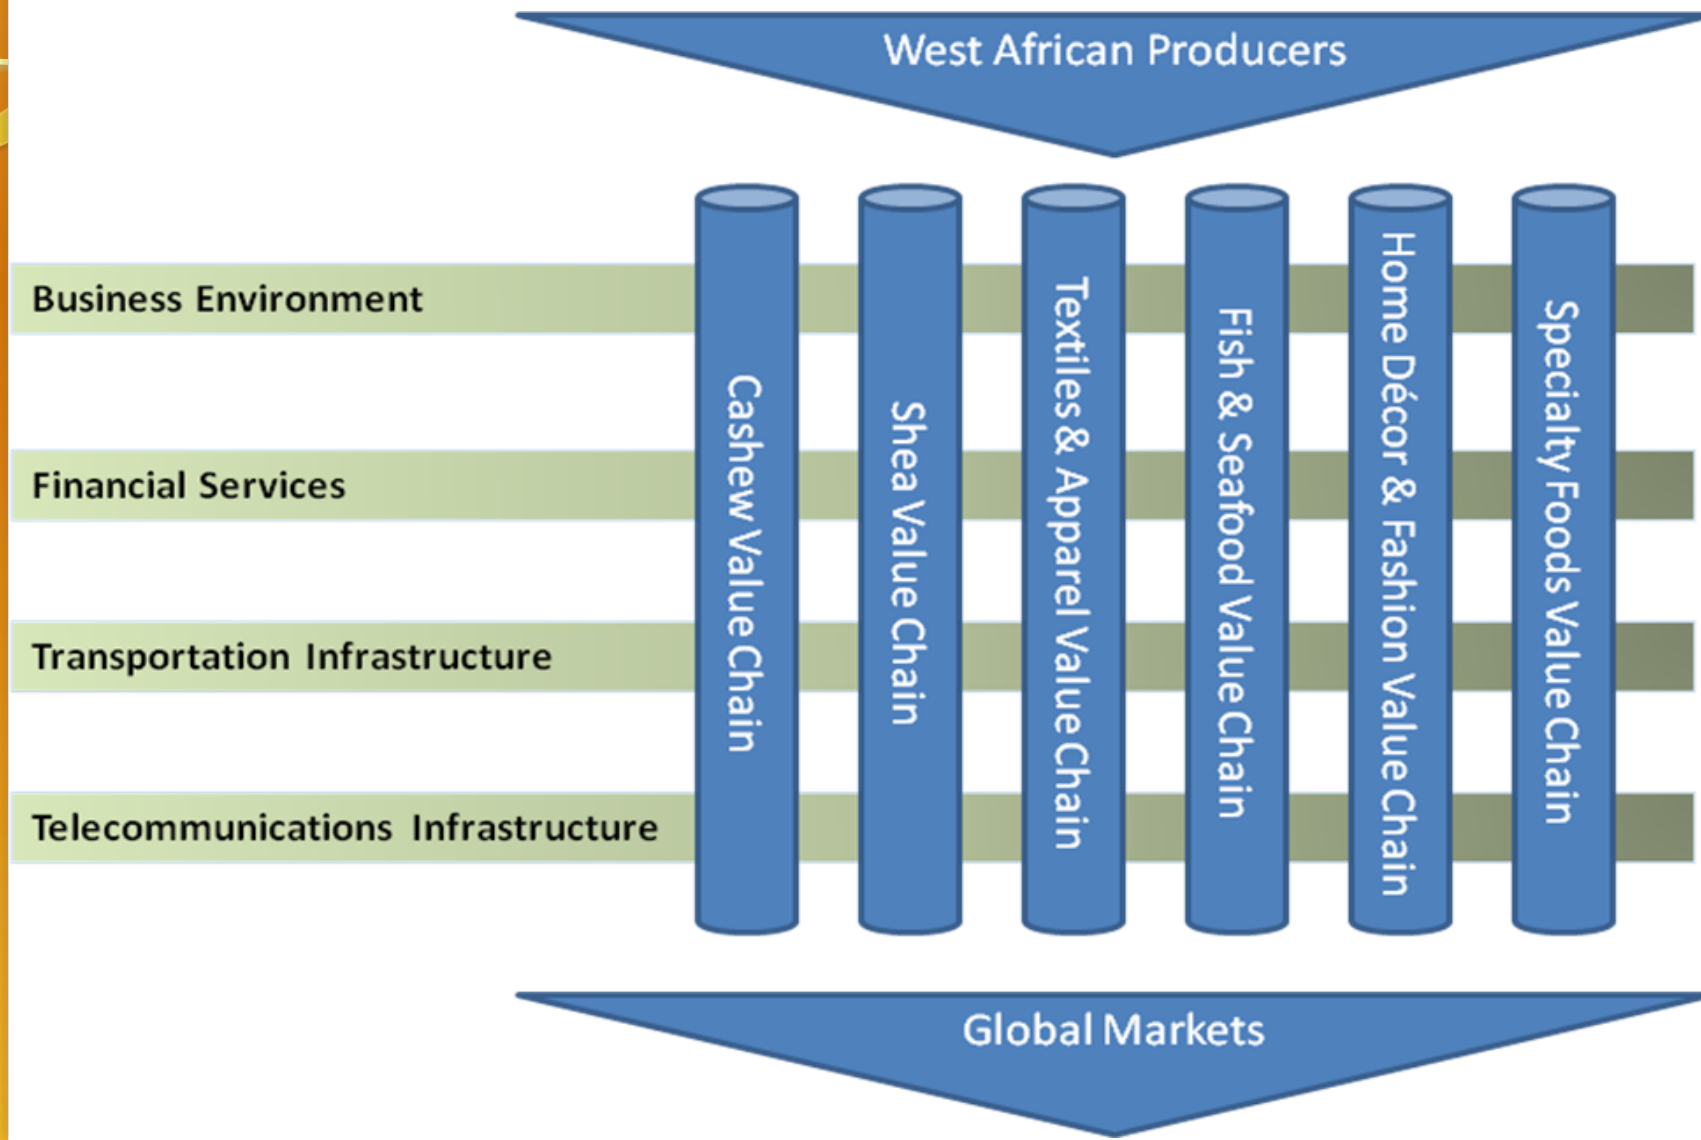 West African Producers
Business Environment
Financial Services
Transportation Infrastructure
Telecommunications Infrastructure
Cashew Value Chain
Shea Value Chain
Textiles & Apparel Value Chain
Fish & Seafood Value Chain
Home Décor & Fashion Value Chain
Specialty Foods Value Chain
Global Markets